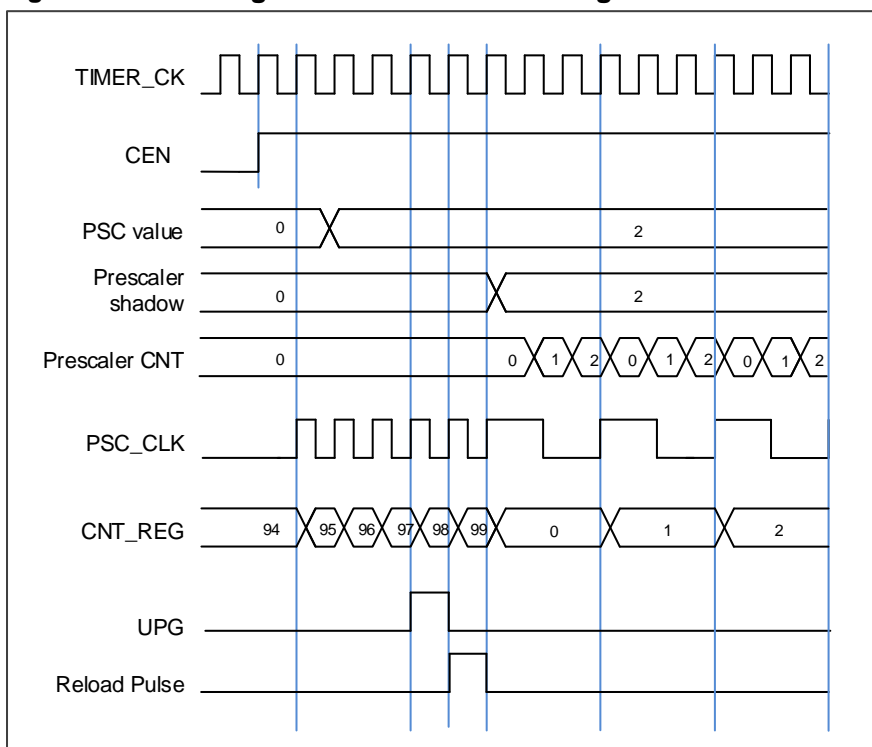 TIMER_CK
CEN
PSC value 0 2
Prescaler
shadow 0 2
Prescaler CNT 0 0 1 2 0 1 2 0 1 2
PSC_CLK
CNT_REG 94 95 96 97 98 99 0 1 2
UPG
Reload Pulse